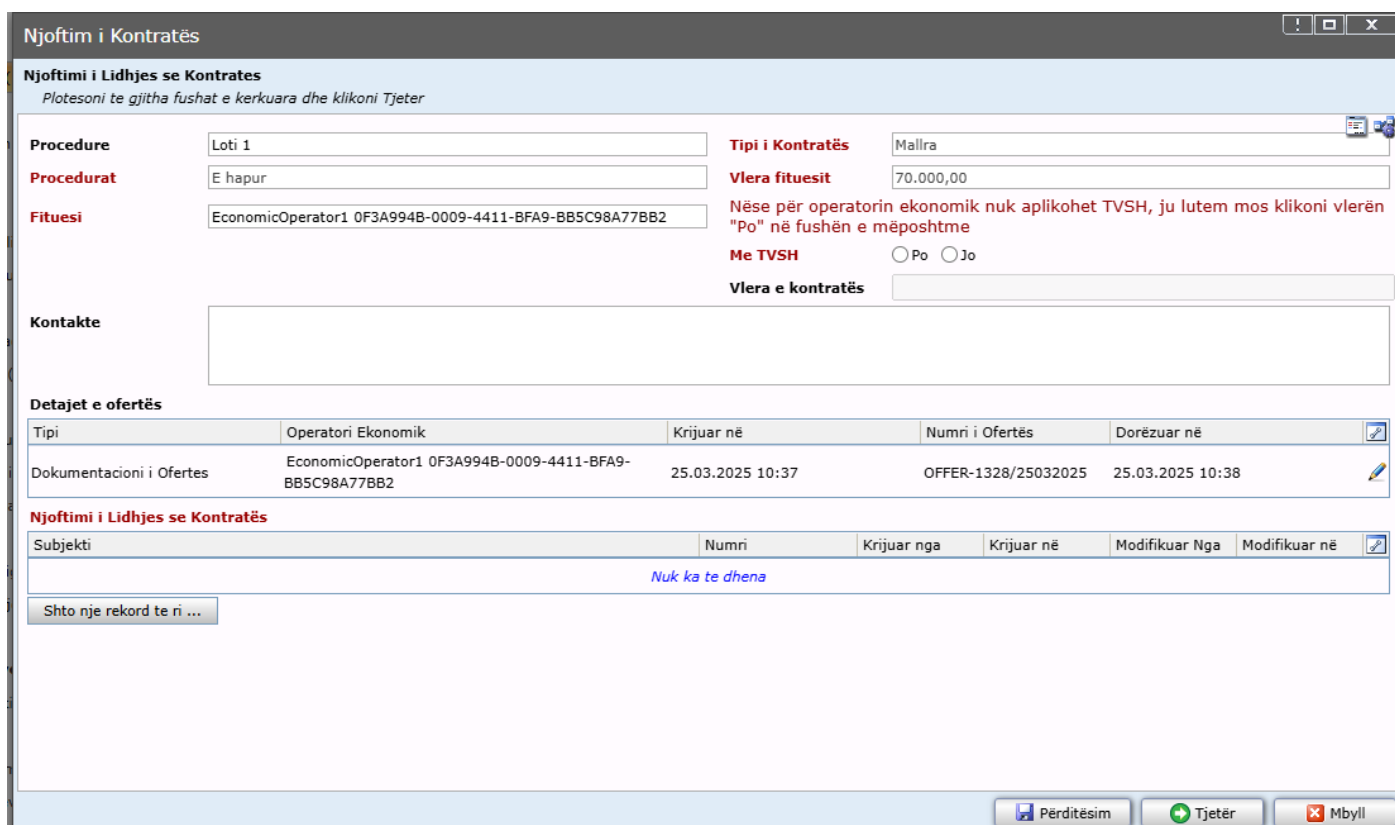 Njoftim i Kontratës
Njoftimi i Lidhjes se Kontrates
Plotesoni te gjitha fushat e kerkuara dhe klikoni Tjeter
Procedure Loti 1 Tipi i Kontratës Mallra
Procedurat E hapur Vlera fituesit 70.000,00
Fituesi EconomicOperator1 0F3A994B-0009-4411-BFA9-BB5C98A77BB2
Nëse për operatorin ekonomik nuk aplikohet TVSH, ju lutem mos klikoni vlerën
"Po" në fushën e mëposhtme
Me TVSH Po Jo
Vlera e kontratës
Kontakte
Detajet e ofertës
Tipi Operatori Ekonomik Krijuar në Numri i Ofertës Dorëzuar në
Dokumentacioni i Ofertes EconomicOperator1 0F3A994B-0009-4411-BFA9-
BB5C98A77BB2 25.03.2025 10:37 OFFER-1328/25032025 25.03.2025 10:38
Njoftimi i Lidhjes se Kontratës
Subjekti Numri Krijuar nga Krijuar në Modifikuar Nga Modifikuar në
Nuk ka te dhena
Shto nje rekord te ri ...
Përditësim Tjetër Mbyll